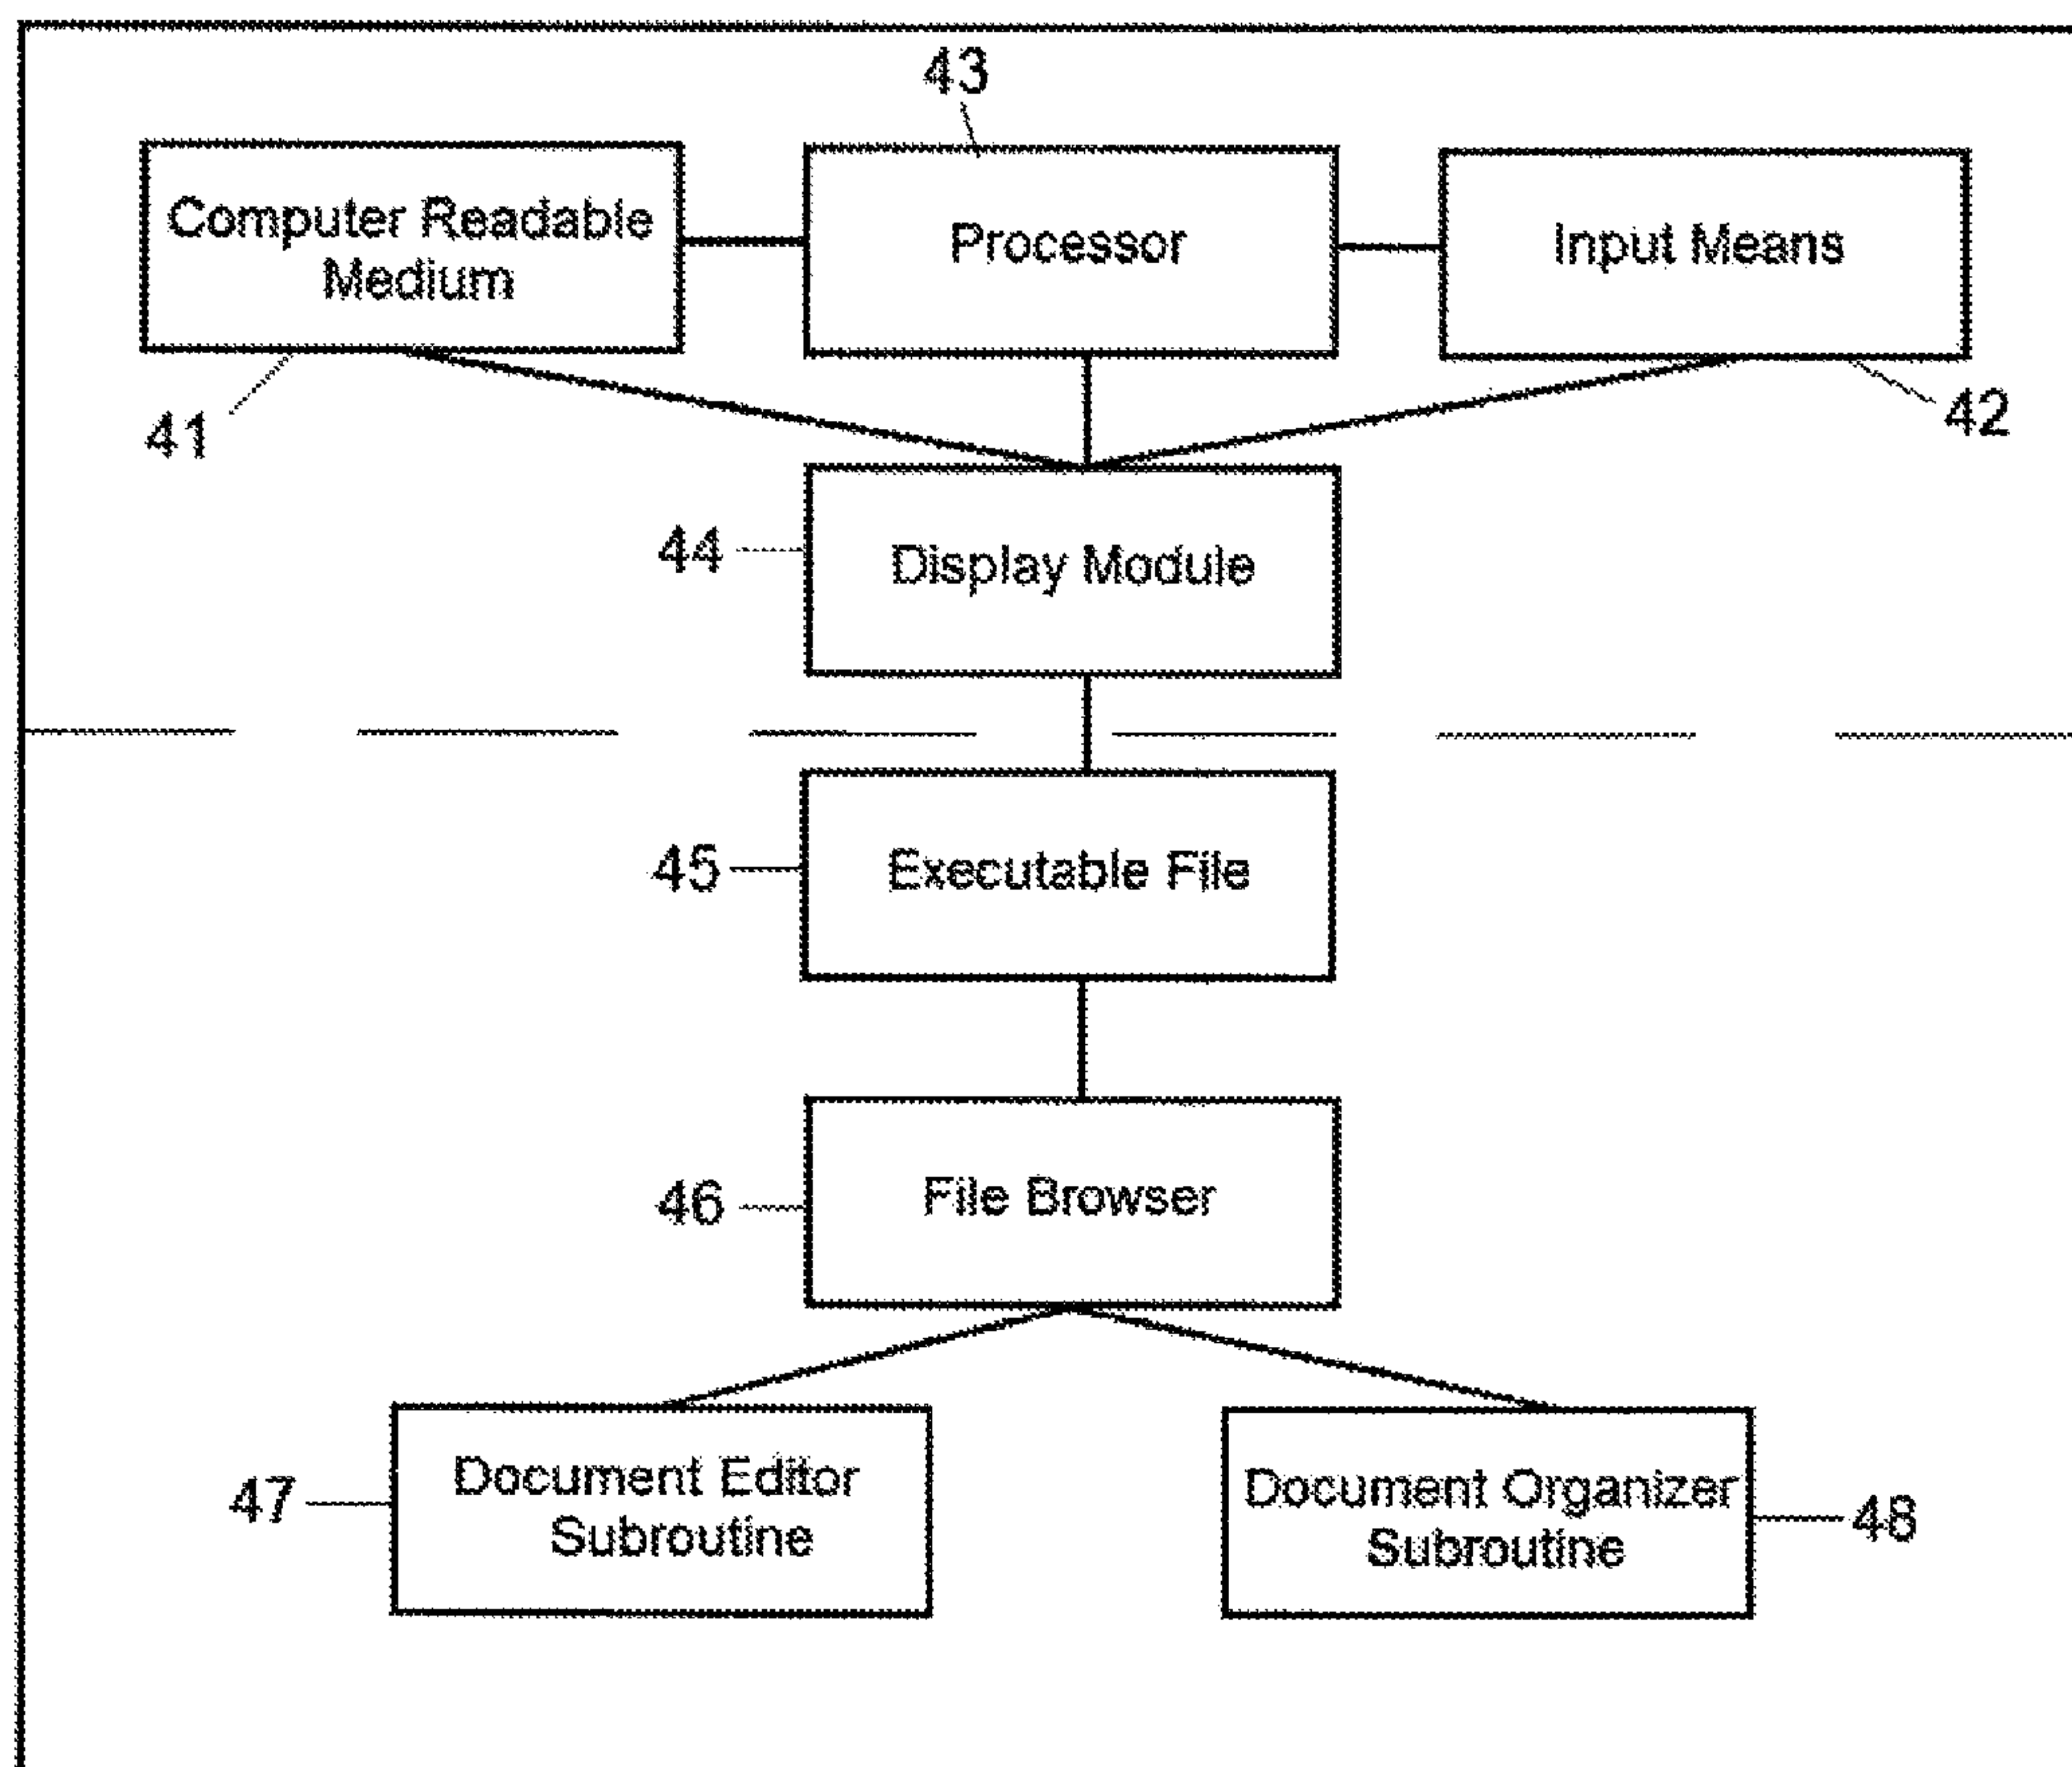 43
Computer Readable
Medium
Processor
Input Means
41
42
44
Display Module
45
Executable File
46
File Browser
47
Document Editor
Subroutine
Document Organizer
Subroutine
48